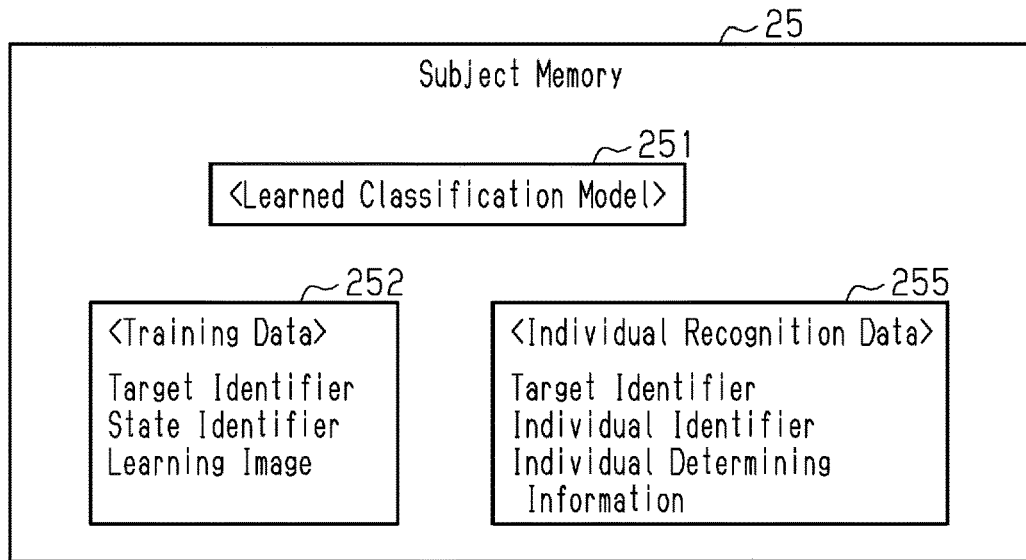 25
Subject Memory
251
<Learned Classification Model>
252
<Training Data>
Target Identifier
State Identifier
Learning Image
255
<Individual Recognition Data>
Target Identifier
Individual Identifier
Individual Determining
Information